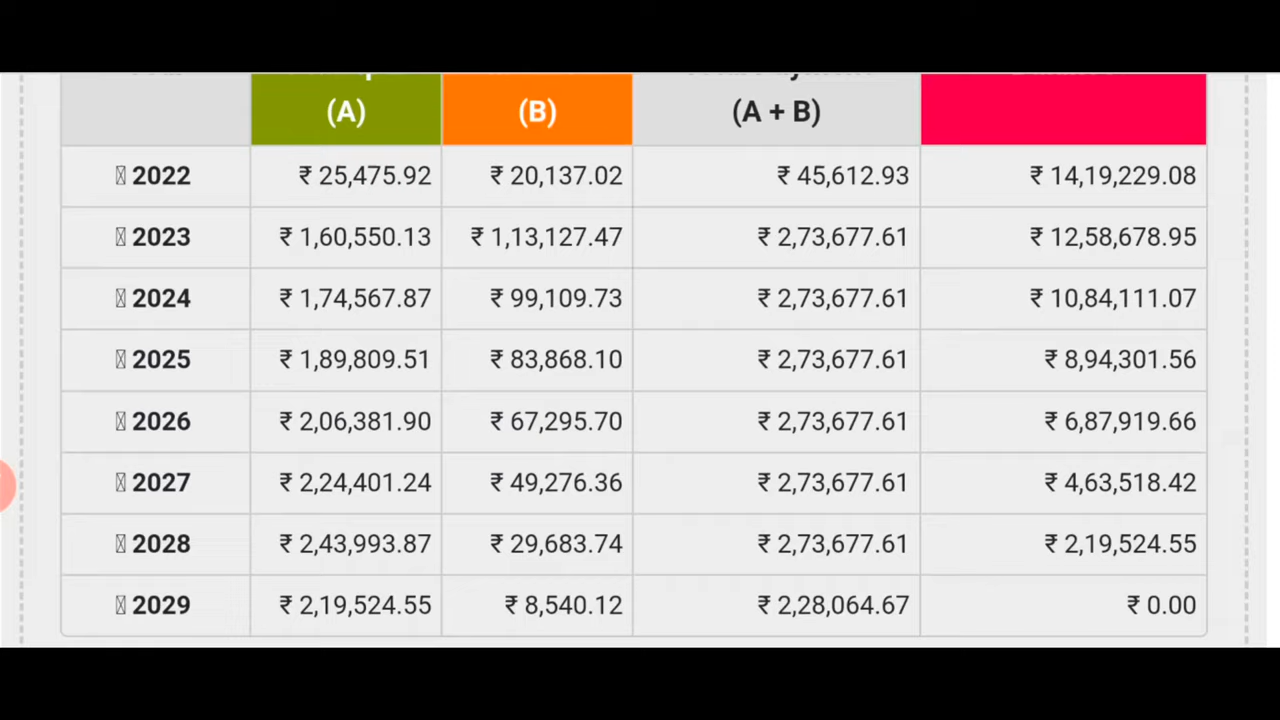 (A) (B) (A + B)
2022 ₹ 25,475.92 ₹ 20,137.02 ₹ 45,612.93 ₹ 14,19,229.08
2023 ₹ 1,60,550.13 ₹ 1,13,127.47 ₹ 2,73,677.61 ₹ 12,58,678.95
2024 ₹ 1,74,567.87 ₹ 99,109.73 ₹ 2,73,677.61 ₹ 10,84,111.07
2025 ₹ 1,89,809.51 ₹ 83,868.10 ₹ 2,73,677.61 ₹ 8,94,301.56
2026 ₹ 2,06,381.90 ₹ 67,295.70 ₹ 2,73,677.61 ₹ 6,87,919.66
2027 ₹ 2,24,401.24 ₹ 49,276.36 ₹ 2,73,677.61 ₹ 4,63,518.42
2028 ₹ 2,43,993.87 ₹ 29,683.74 ₹ 2,73,677.61 ₹ 2,19,524.55
2029 ₹ 2,19,524.55 ₹ 8,540.12 ₹ 2,28,064.67 ₹ 0.00